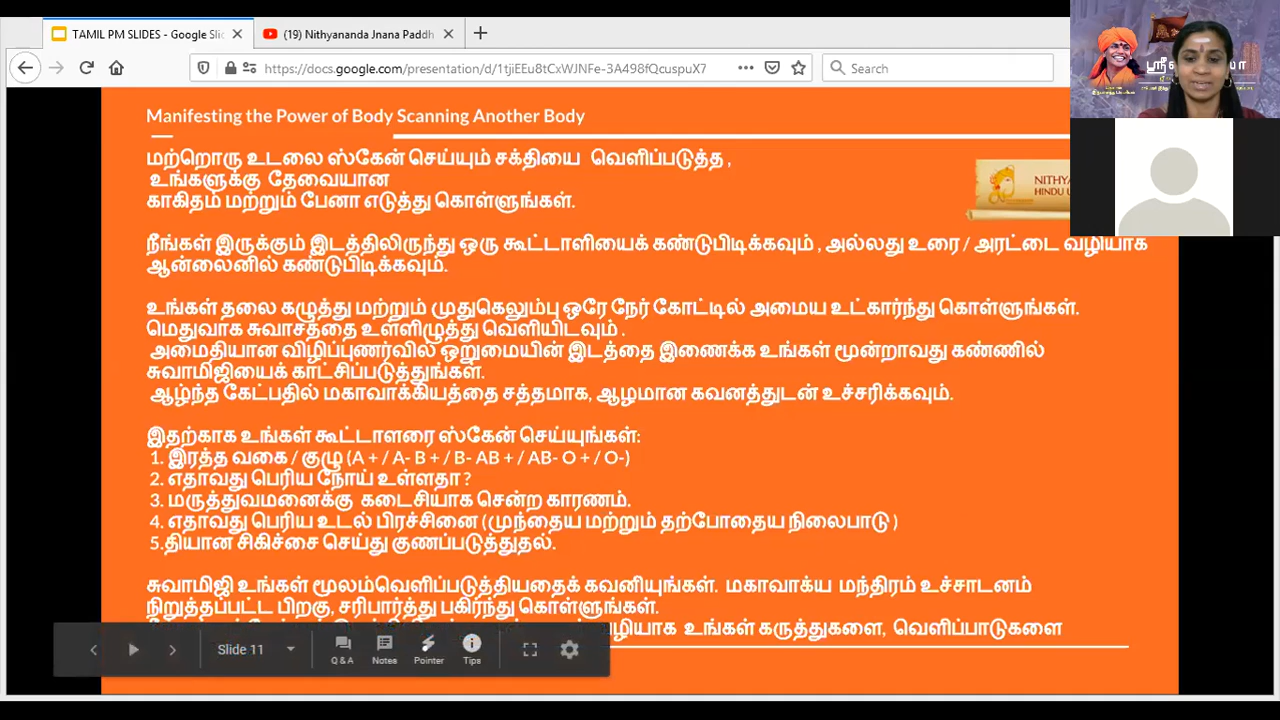 TAMIL PM SLIDES - Google Slic
(19) Nithyananda Jnana Paddh
https://docs.google.com/presentation/d/1tjiEEu8tCxWJNFe-3A498fQcuspuX7
Search
Manifesting the Power of Body Scanning Another Body
மற்றொரு உடலை ஸ்கேன் செய்யும் சக்தியை வெளிப்படுத்த ,
உங்களுக்கு தேவையான
காகிதம் மற்றும் பேனா எடுத்து கொள்ளுங்கள்.
NITHYA
HINDU U
நீங்கள் இருக்கும் இடத்திலிருந்து ஒரு கூட்டாளியைக் கண்டுபிடிக்கவும் , அல்லது உரை / அரட்டை வழியாக
ஆன்லைனில் கண்டுபிடிக்கவும்.
உங்கள் தலை கழுத்து மற்றும் முதுகெலும்பு ஒரே நேர் கோட்டில் அமைய உட்கார்ந்து கொள்ளுங்கள்.
மெதுவாக சுவாசத்தை உள்ளிழுத்து வெளியிடவும் .
அமைதியான விழிப்புணர்வில் ஒறுமையின் இடத்தை இணைக்க உங்கள் மூன்றாவது கண்ணில்
சுவாமிஜியைக் காட்சிப்படுத்துங்கள்.
ஆழ்ந்த கேட்பதில் மகாவாக்கியத்தை சத்தமாக, ஆழமான கவனத்துடன் உச்சரிக்கவும்.
இதற்காக உங்கள் கூட்டாளரை ஸ்கேன் செய்யுங்கள்:
1. இரத்த வகை / குழு (A + / A- B + / B- AB + / AB- O + / O-)
2. எதாவது பெரிய நோய் உள்ளதா ?
3. மருத்துவமனைக்கு கடைசியாக சென்ற காரணம்.
4. எதாவது பெரிய உடல் பிரச்சினை (முந்தைய மற்றும் தற்போதைய நிலைபாடு )
5.தியான சிகிச்சை செய்து குணப்படுத்துதல்.
சுவாமிஜி உங்கள் மூலம்வெளிப்படுத்தியதைக் கவனியுங்கள். மகாவாக்ய மந்திரம் உச்சாடனம்
நிறுத்தப்பட்ட பிறகு, சரிபார்த்து பகிர்ந்து கொள்ளுங்கள்.
உங்கள் கருத்துகளை, வெளிப்பாடுகளை
Slide 11
Q & A
Notes
Pointer
Tips